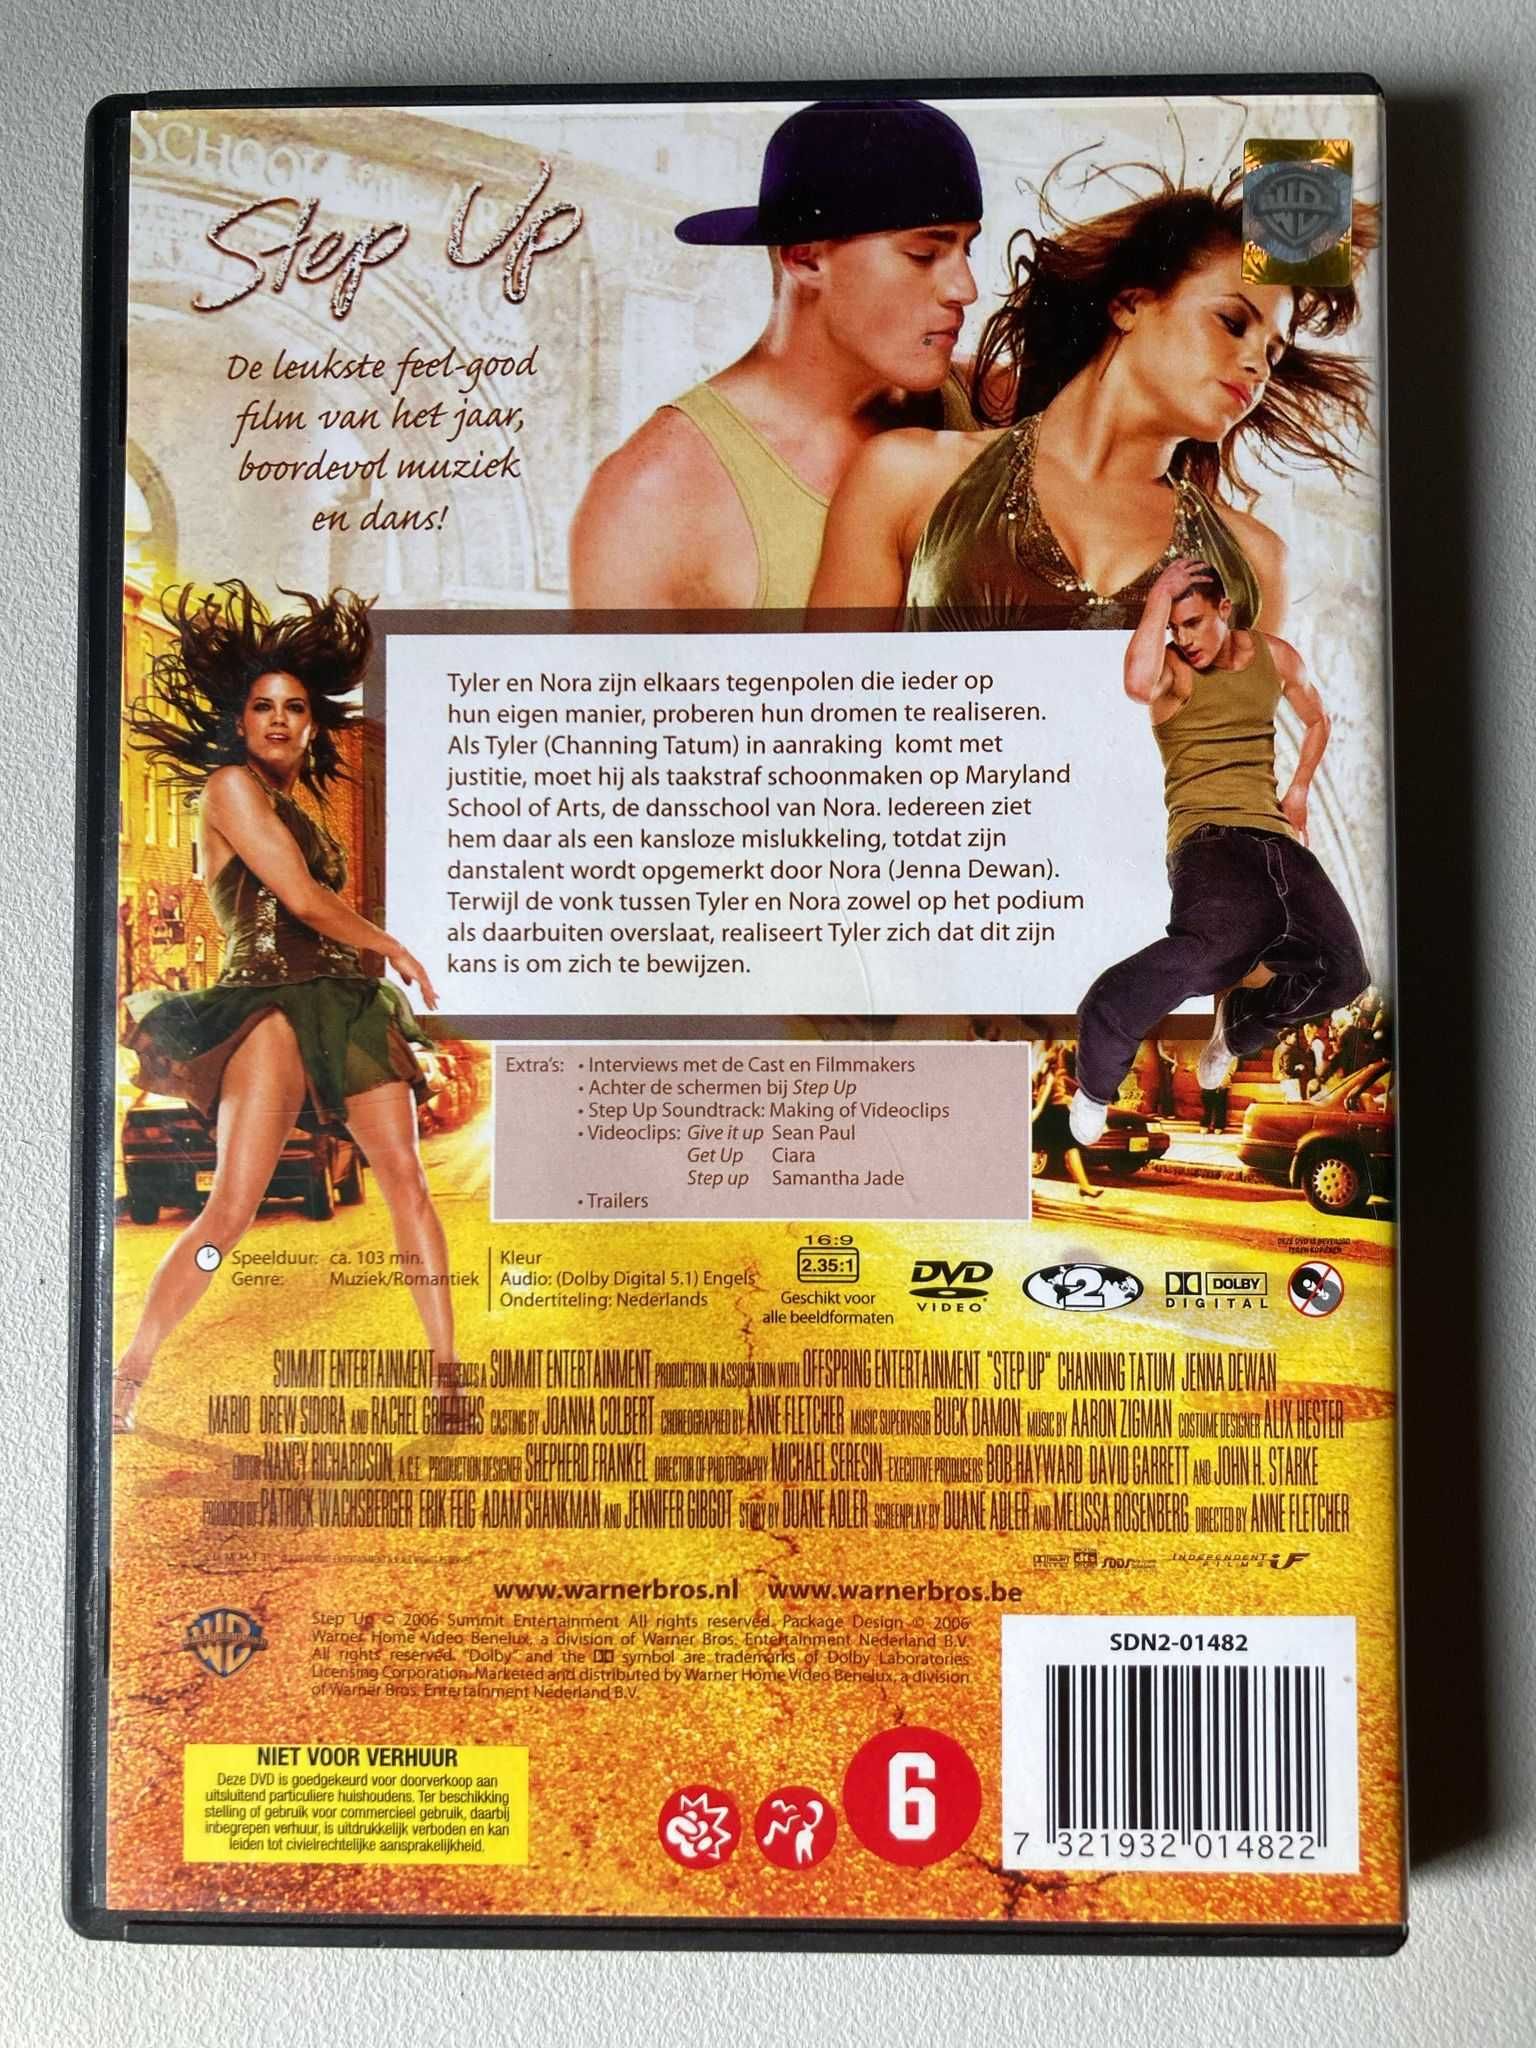 SCHOOL OF THE ARTS
Step Up
De leukste feel-good
film van het jaar,
boordevol muziek
en dans!
Tyler en Nora zijn elkaars tegenpolen die ieder op
hun eigen manier, proberen hun dromen te realiseren.
Als Tyler (Channing Tatum) in aanraking komt met
justitie, moet hij als taakstraf schoonmaken op Maryland
School of Arts, de dansschool van Nora. Iedereen ziet
hem daar als een kansloze mislukkeling, totdat zijn
danstalent wordt opgemerkt door Nora (Jenna Dewan).
Terwijl de vonk tussen Tyler en Nora zowel op het podium
als daarbuiten overslaat, realiseert Tyler zich dat dit zijn
kans is om zich te bewijzen.
Extra's: • Interviews met de Cast en Filmmakers
• Achter de schermen bij Step Up
• Step Up Soundtrack: Making of Videoclips
• Videoclips: Give it up Sean Paul
Get Up Ciara
Step up Samantha Jade
• Trailers
Speelduur: ca. 103 min.
Genre: Muziek/Romantiek
Kleur
Audio: (Dolby Digital 5.1) Engels
Ondertiteling: Nederlands
16:9
2.35:1
Geschikt voor
alle beeldformaten
DVD
VIDEO
2
DOLBY
DIGITAL
DEZE DVD IS BEVEILIGD
TEGEN KOPIËREN
SUMMIT ENTERTAINMENT PRESENTS A SUMMIT ENTERTAINMENT PRODUCTION IN ASSOCIATION WITH OFFSPRING ENTERTAINMENT "STEP UP" CHANNING TATUM JENNA DEWAN
MARIO DREW SIDORA AND RACHEL GRIFFITHS CASTING BY JOANNA COLBERT CHOREOGRAPHED BY ANNE FLETCHER MUSIC SUPERVISOR BUCK DAMON MUSIC BY AARON ZIGMAN COSTUME DESIGNER ALIX HESTER
EDITOR NANCY RICHARDSON, A.C.E. PRODUCTION DESIGNER SHEPHERD FRANKEL DIRECTOR OF PHOTOGRAPHY MICHAEL SERESIN EXECUTIVE PRODUCERS BOB HAYWARD DAVID GARRETT AND JOHN H. STARKE
PRODUCED BY PATRICK WACHSBERGER ERIK FEIG ADAM SHANKMAN AND JENNIFER GIBGOT STORY BY DUANE ADLER SCREENPLAY BY DUANE ADLER AND MELISSA ROSENBERG DIRECTED BY ANNE FLETCHER
SUMMIT
DOLBY DIGITAL dts SDDS INDEPENDENT FILMS iF
www.warnerbros.nl www.warnerbros.be
Step Up © 2006 Summit Entertainment All rights reserved. Package Design © 2006
Warner Home Video Benelux, a division of Warner Bros. Entertainment Nederland B.V.
All rights reserved. "Dolby" and the symbol are trademarks of Dolby Laboratories
Licensing Corporation. Marketed and distributed by Warner Home Video Benelux, a division
of Warner Bros. Entertainment Nederland B.V.
NIET VOOR VERHUUR
Deze DVD is goedgekeurd voor doorverkoop aan
uitsluitend particuliere huishoudens. Ter beschikking
stelling of gebruik voor commercieel gebruik, daarbij
inbegrepen verhuur, is uitdrukkelijk verboden en kan
leiden tot civielrechtelijke aansprakelijkheid.
6
SDN2-01482
7 321932 014822